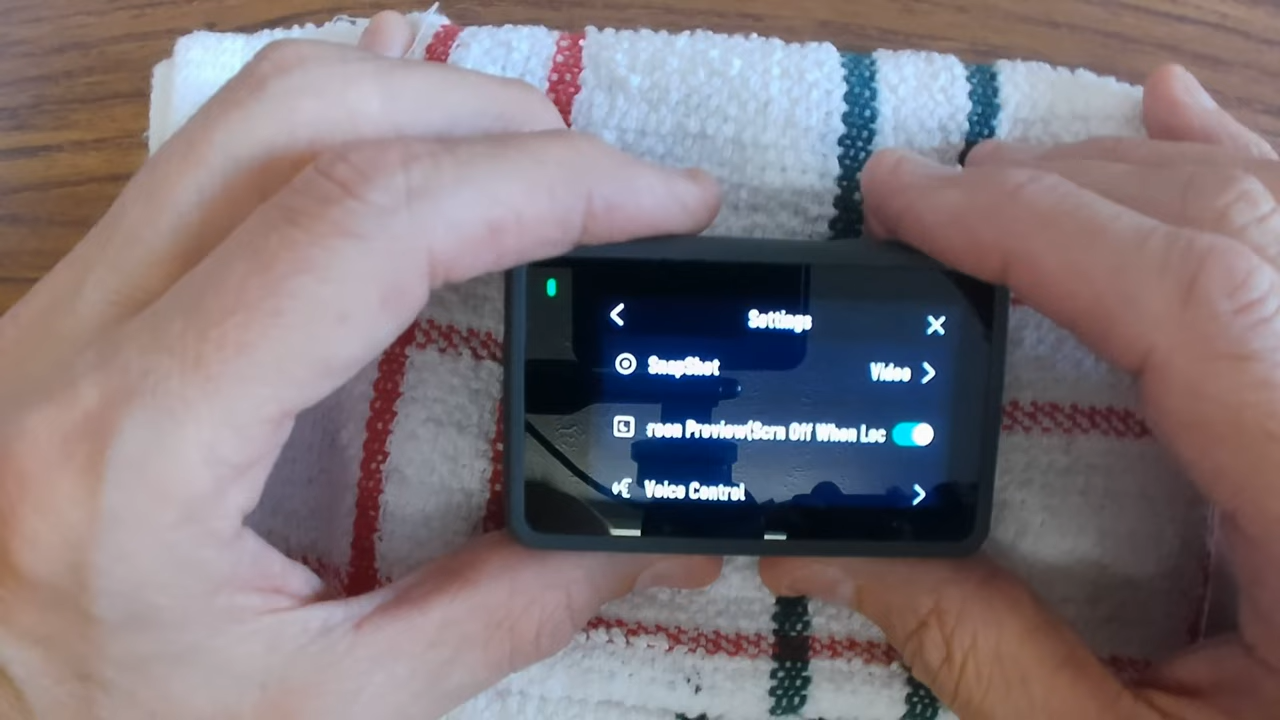 Settings
SnapShot Video
reen Preview(Scrn Off When Loc
Voice Control